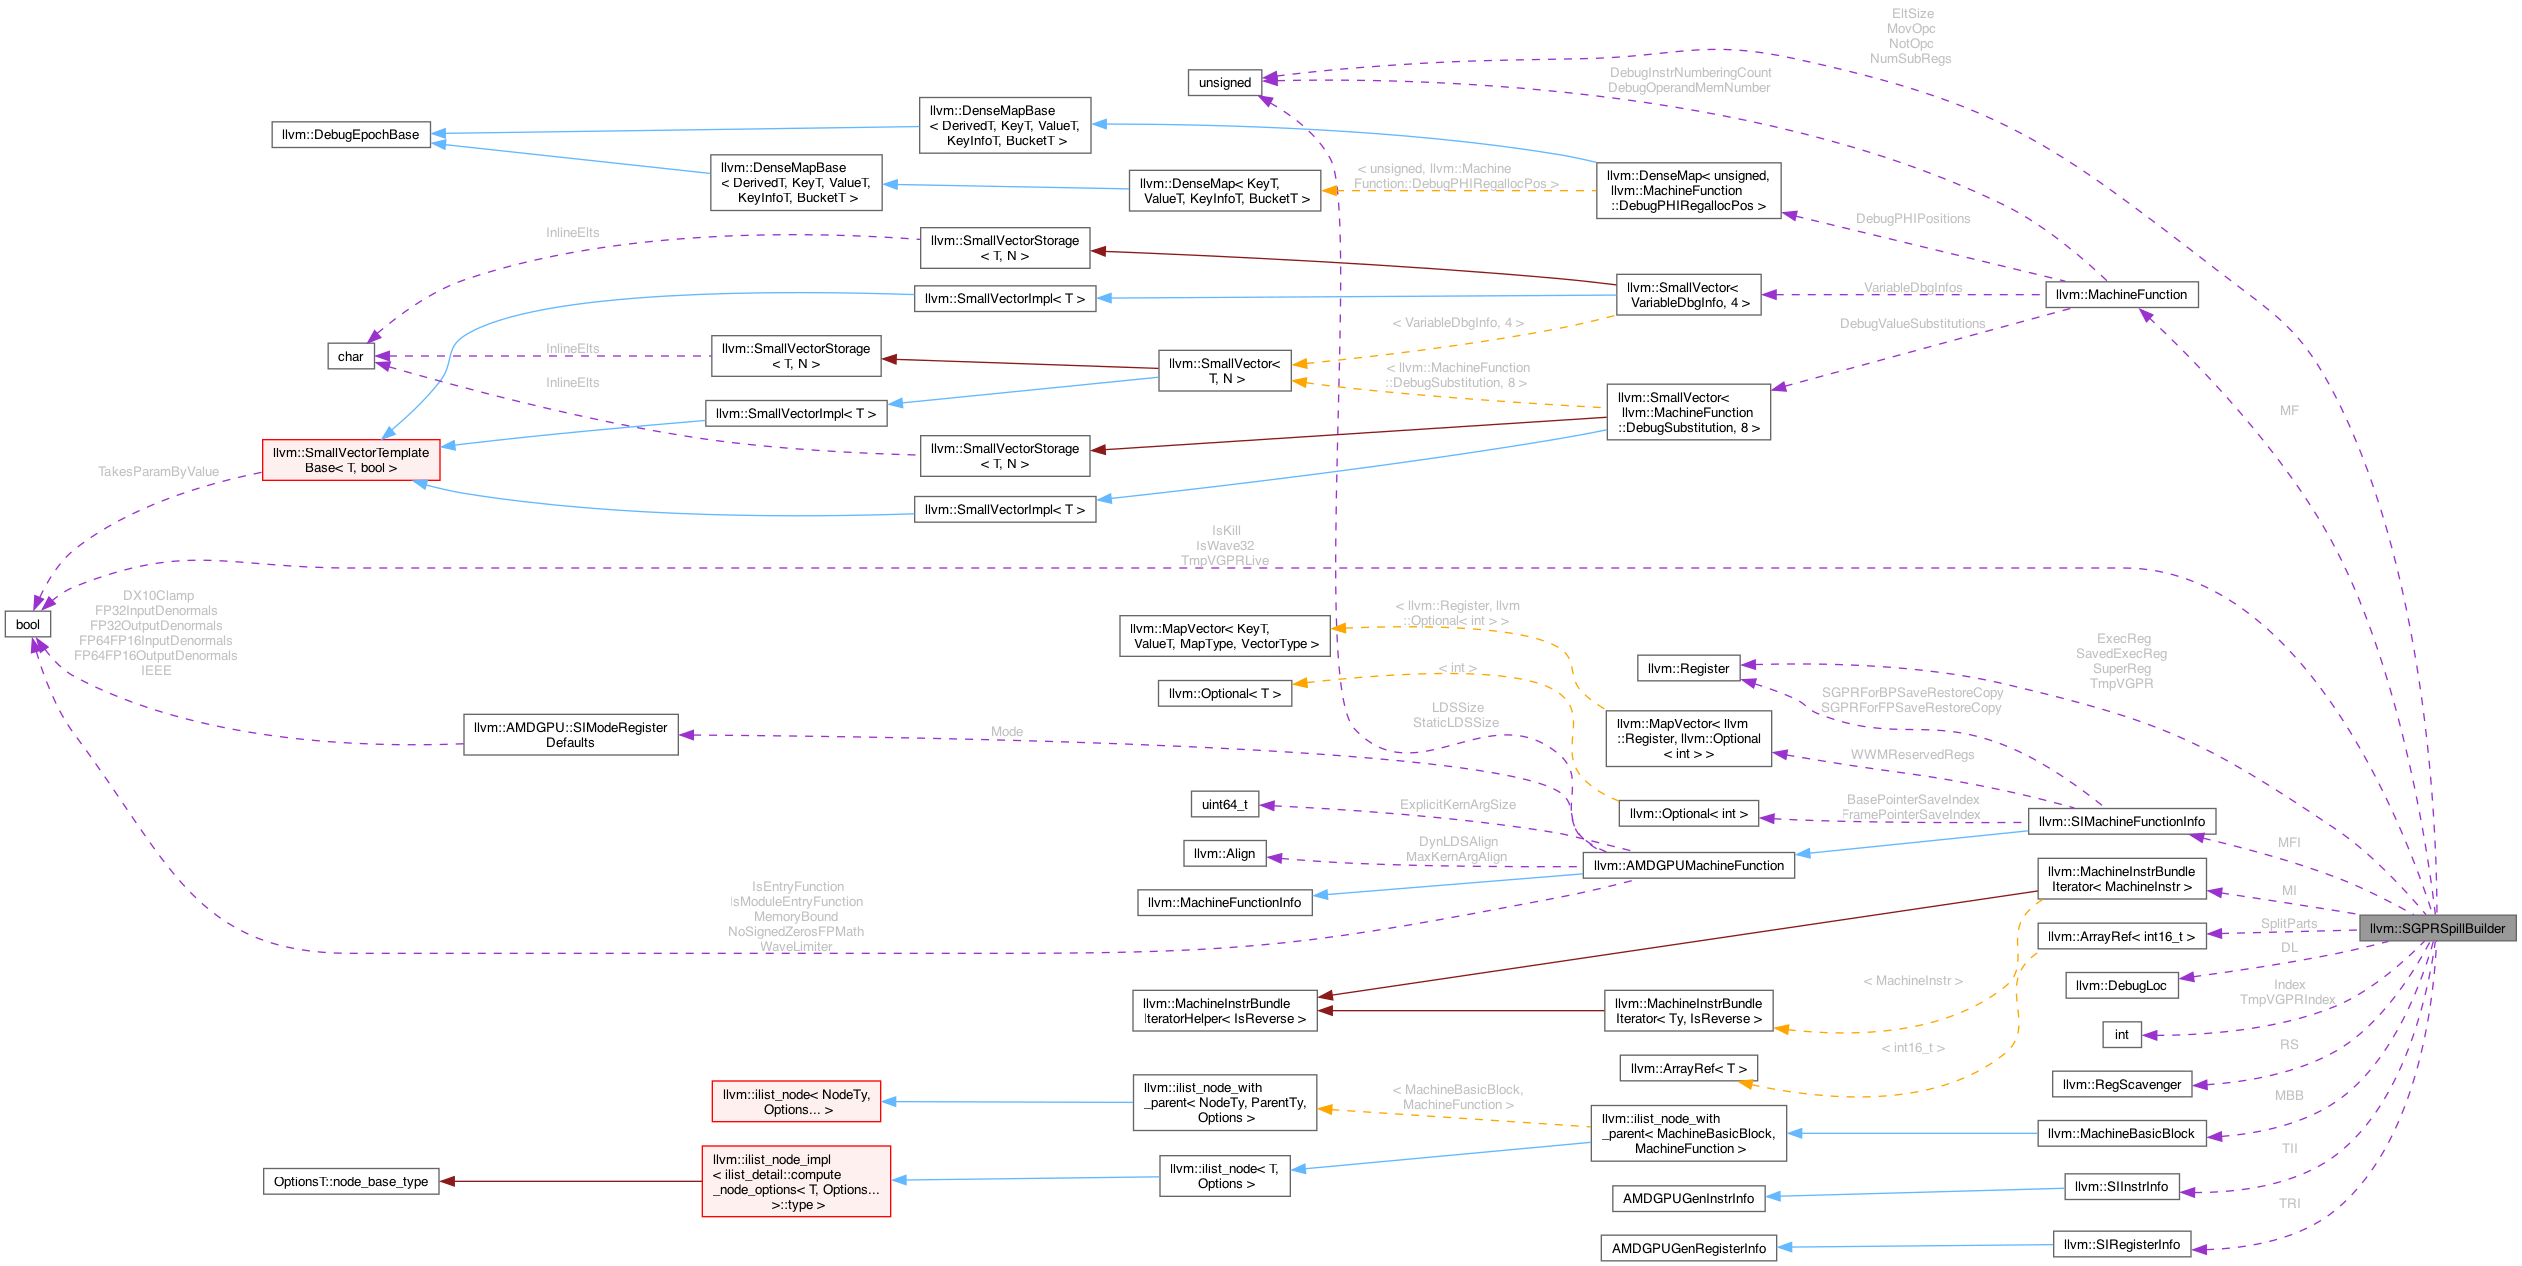 EltSize
MovOpc
NotOpc
NumSubRegs
unsigned
DebugInstrNumberingCount
DebugOperandMemNumber
llvm::DebugEpochBase
llvm::DenseMapBase
< DerivedT, KeyT, ValueT,
KeyInfoT, BucketT >
llvm::DenseMapBase
< DerivedT, KeyT, ValueT,
KeyInfoT, BucketT >
llvm::DenseMap< KeyT,
ValueT, KeyInfoT, BucketT >
< unsigned, llvm::Machine
Function::DebugPHIRegallocPos >
llvm::DenseMap< unsigned,
llvm::MachineFunction
::DebugPHIRegallocPos >
DebugPHIPositions
InlineElts
llvm::SmallVectorStorage
< T, N >
llvm::SmallVectorImpl< T >
llvm::SmallVector<
VariableDbgInfo, 4 >
VariableDbgInfos
llvm::MachineFunction
< VariableDbgInfo, 4 >
DebugValueSubstitutions
char
InlineElts
llvm::SmallVectorStorage
< T, N >
llvm::SmallVector<
T, N >
< llvm::MachineFunction
::DebugSubstitution, 8 >
InlineElts
llvm::SmallVectorImpl< T >
llvm::SmallVector<
llvm::MachineFunction
::DebugSubstitution, 8 >
MF
llvm::SmallVectorTemplate
Base< T, bool >
TakesParamByValue
llvm::SmallVectorStorage
< T, N >
llvm::SmallVectorImpl< T >
IsKill
IsWave32
TmpVGPRLive
bool
DX10Clamp
FP32InputDenormals
FP32OutputDenormals
FP64FP16InputDenormals
FP64FP16OutputDenormals
IEEE
llvm::MapVector< KeyT,
ValueT, MapType, VectorType >
< llvm::Register, llvm
::Optional< int > >
llvm::Optional< T >
< int >
llvm::Register
ExecReg
SavedExecReg
SuperReg
TmpVGPR
SGPRForBPSaveRestoreCopy
SGPRForFPSaveRestoreCopy
llvm::AMDGPU::SIModeRegister
Defaults
Mode
LDSSize
StaticLDSSize
llvm::MapVector< llvm
::Register, llvm::Optional
< int > >
WWMReservedRegs
uint64_t
ExplicitKernArgSize
llvm::Optional< int >
BasePointerSaveIndex
FramePointerSaveIndex
llvm::SIMachineFunctionInfo
MFI
llvm::Align
DynLDSAlign
MaxKernArgAlign
llvm::AMDGPUMachineFunction
llvm::MachineFunctionInfo
IsEntryFunction
IsModuleEntryFunction
MemoryBound
NoSignedZerosFPMath
WaveLimiter
llvm::MachineInstrBundle
Iterator< MachineInstr >
MI
llvm::SGPRSpillBuilder
llvm::ArrayRef< int16_t >
SplitParts
llvm::DebugLoc
DL
< MachineInstr >
llvm::MachineInstrBundle
IteratorHelper< IsReverse >
llvm::MachineInstrBundle
Iterator< Ty, IsReverse >
int
Index
TmpVGPRIndex
< int16_t >
RS
llvm::ArrayRef< T >
llvm::RegScavenger
llvm::ilist_node< NodeTy,
Options... >
llvm::ilist_node_with
_parent< NodeTy, ParentTy,
Options >
< MachineBasicBlock,
MachineFunction >
llvm::ilist_node_with
_parent< MachineBasicBlock,
MachineFunction >
llvm::MachineBasicBlock
MBB
OptionsT::node_base_type
llvm::ilist_node_impl
< ilist_detail::compute
_node_options< T, Options...
>::type >
llvm::ilist_node< T,
Options >
AMDGPUGenInstrInfo
llvm::SIInstrInfo
TII
AMDGPUGenRegisterInfo
llvm::SIRegisterInfo
TRI